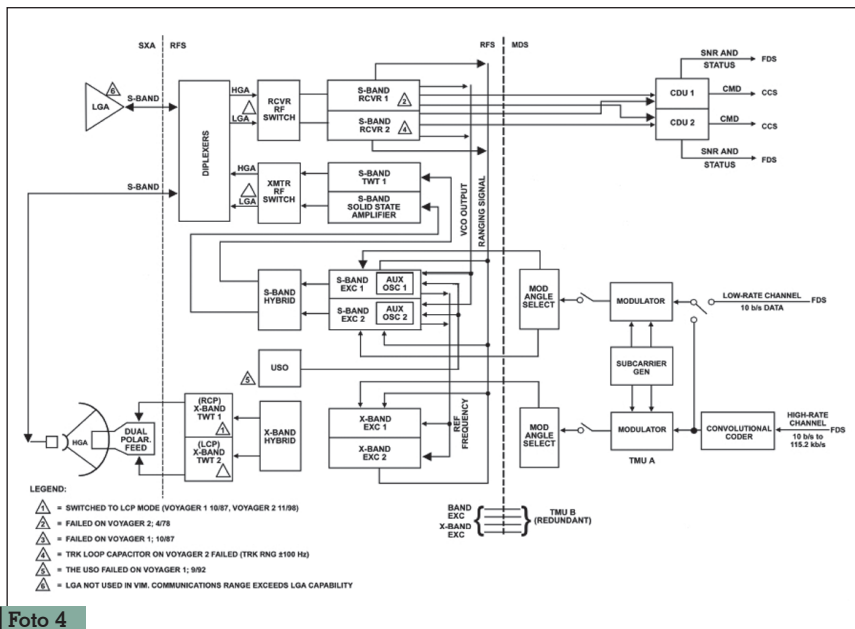 SXA
RFS
RFS
MDS
6
LGA
S-BAND
S-BAND
DIPLEXERS
HGA
LGA
RCVR
RF
SWITCH
S-BAND
RCVR 1
2
S-BAND
RCVR 2
4
HGA
LGA
XMTR
RF
SWITCH
S-BAND
TWT 1
S-BAND
SOLID STATE
AMPLIFIER
VCO OUTPUT
RANGING SIGNAL
SNR AND
STATUS
FDS
CDU 1
CMD
CCS
CDU 2
CMD
CCS
SNR AND
STATUS
FDS
S-BAND
HYBRID
S-BAND
EXC 1
AUX
OSC 1
S-BAND
EXC 2
AUX
OSC 2
MOD
ANGLE
SELECT
MODULATOR
LOW-RATE CHANNEL
FDS
10 b/s DATA
SUBCARRIER
GEN
USO
5
(RCP)
X-BAND
TWT 1
1
(LCP)
X-BAND
TWT 2
X-BAND
HYBRID
HGA
DUAL
POLAR.
FEED
X-BAND
EXC 1
X-BAND
EXC 2
REF
FREQUENCY
MOD
ANGLE
SELECT
MODULATOR
TMU A
CONVOLUTIONAL
CODER
HIGH-RATE
CHANNEL
FDS
10 b/s to
115.2 kb/s
BAND
EXC
X-BAND
EXC
TMU B
(REDUNDANT)
LEGEND:
1 = SWITCHED TO LCP MODE (VOYAGER 1 10/87, VOYAGER 2 11/98)
2 = FAILED ON VOYAGER 2; 4/78
3 = FAILED ON VOYAGER 1; 10/87
4 = TRK LOOP CAPACITOR ON VOYAGER 2 FAILED (TRK RNG ±100 Hz)
5 = THE USO FAILED ON VOYAGER 1; 9/92
6 = LGA NOT USED IN VIM. COMMUNICATIONS RANGE EXCEEDS LGA CAPABILITY
Foto 4